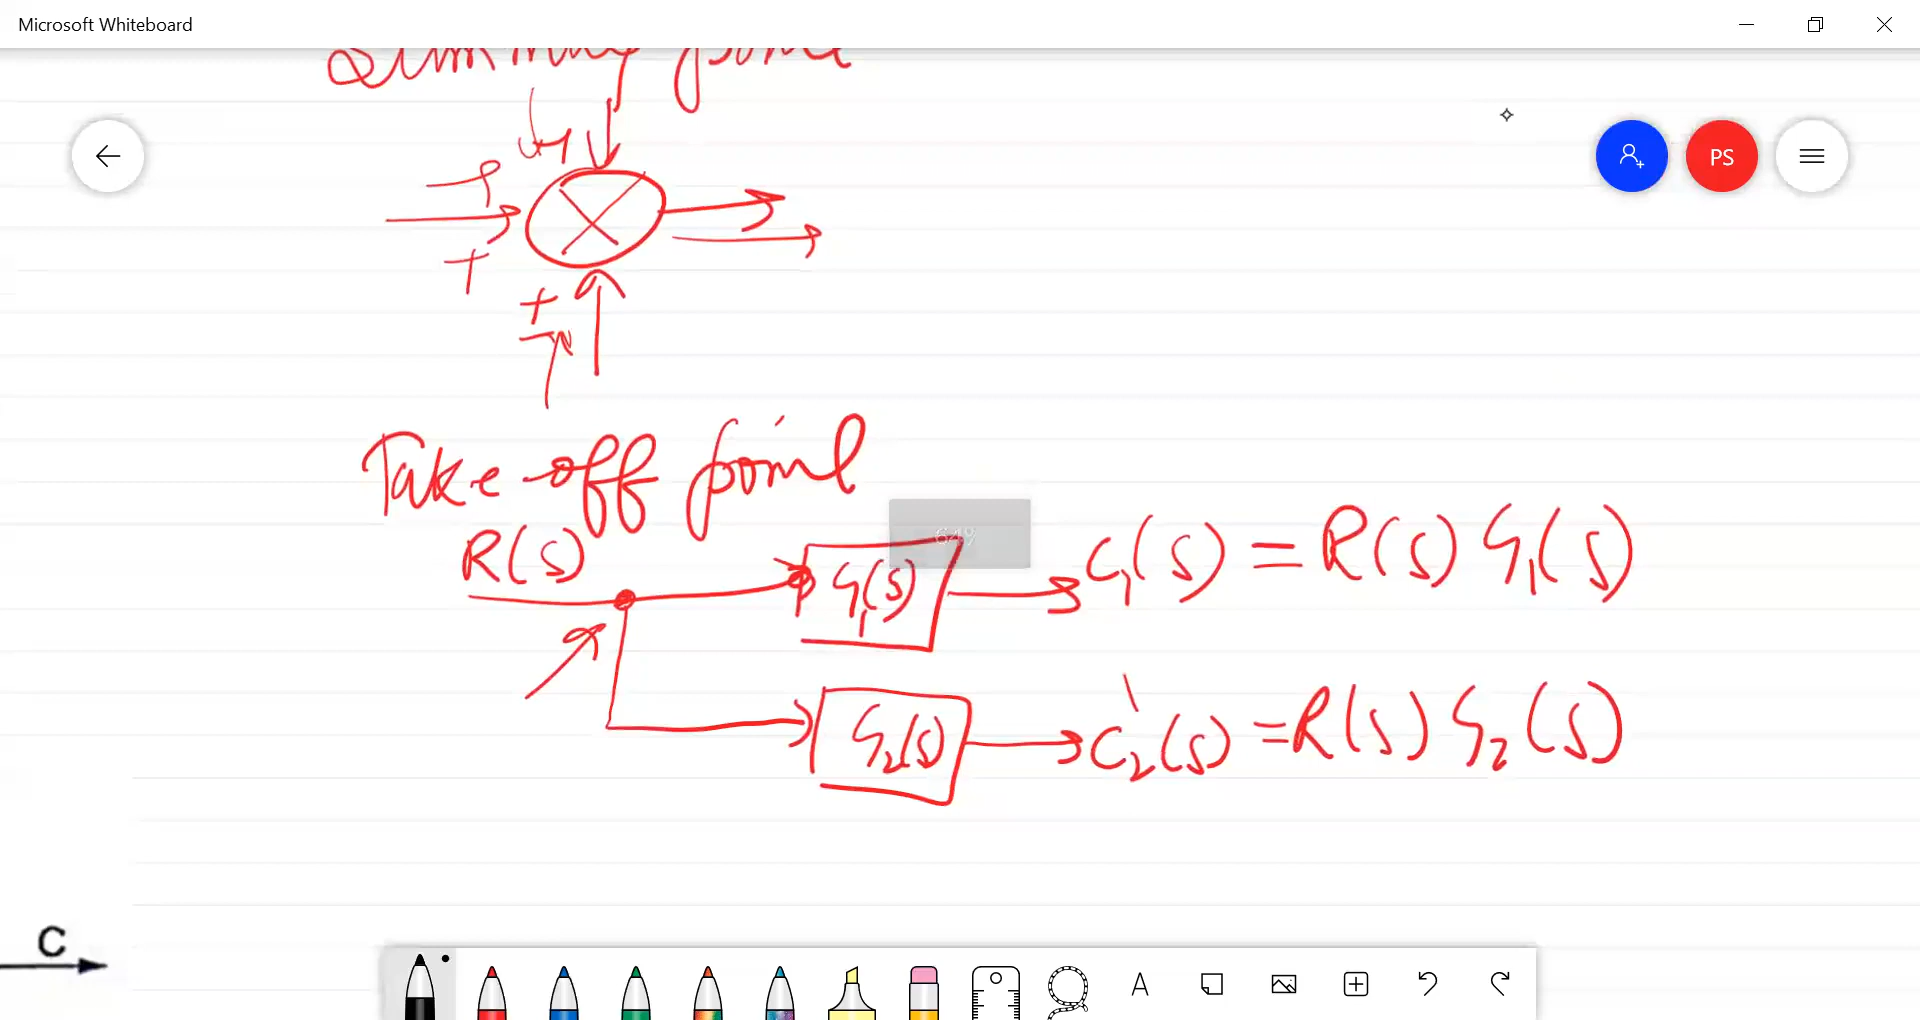 Microsoft Whiteboard
Summing point
PS
+
+
Take-off point
R(s)
G₁(s)
C₁(s) = R(s) G₁(s)
G₂(s)
C₂(s) = R(s) G₂(s)
C
A